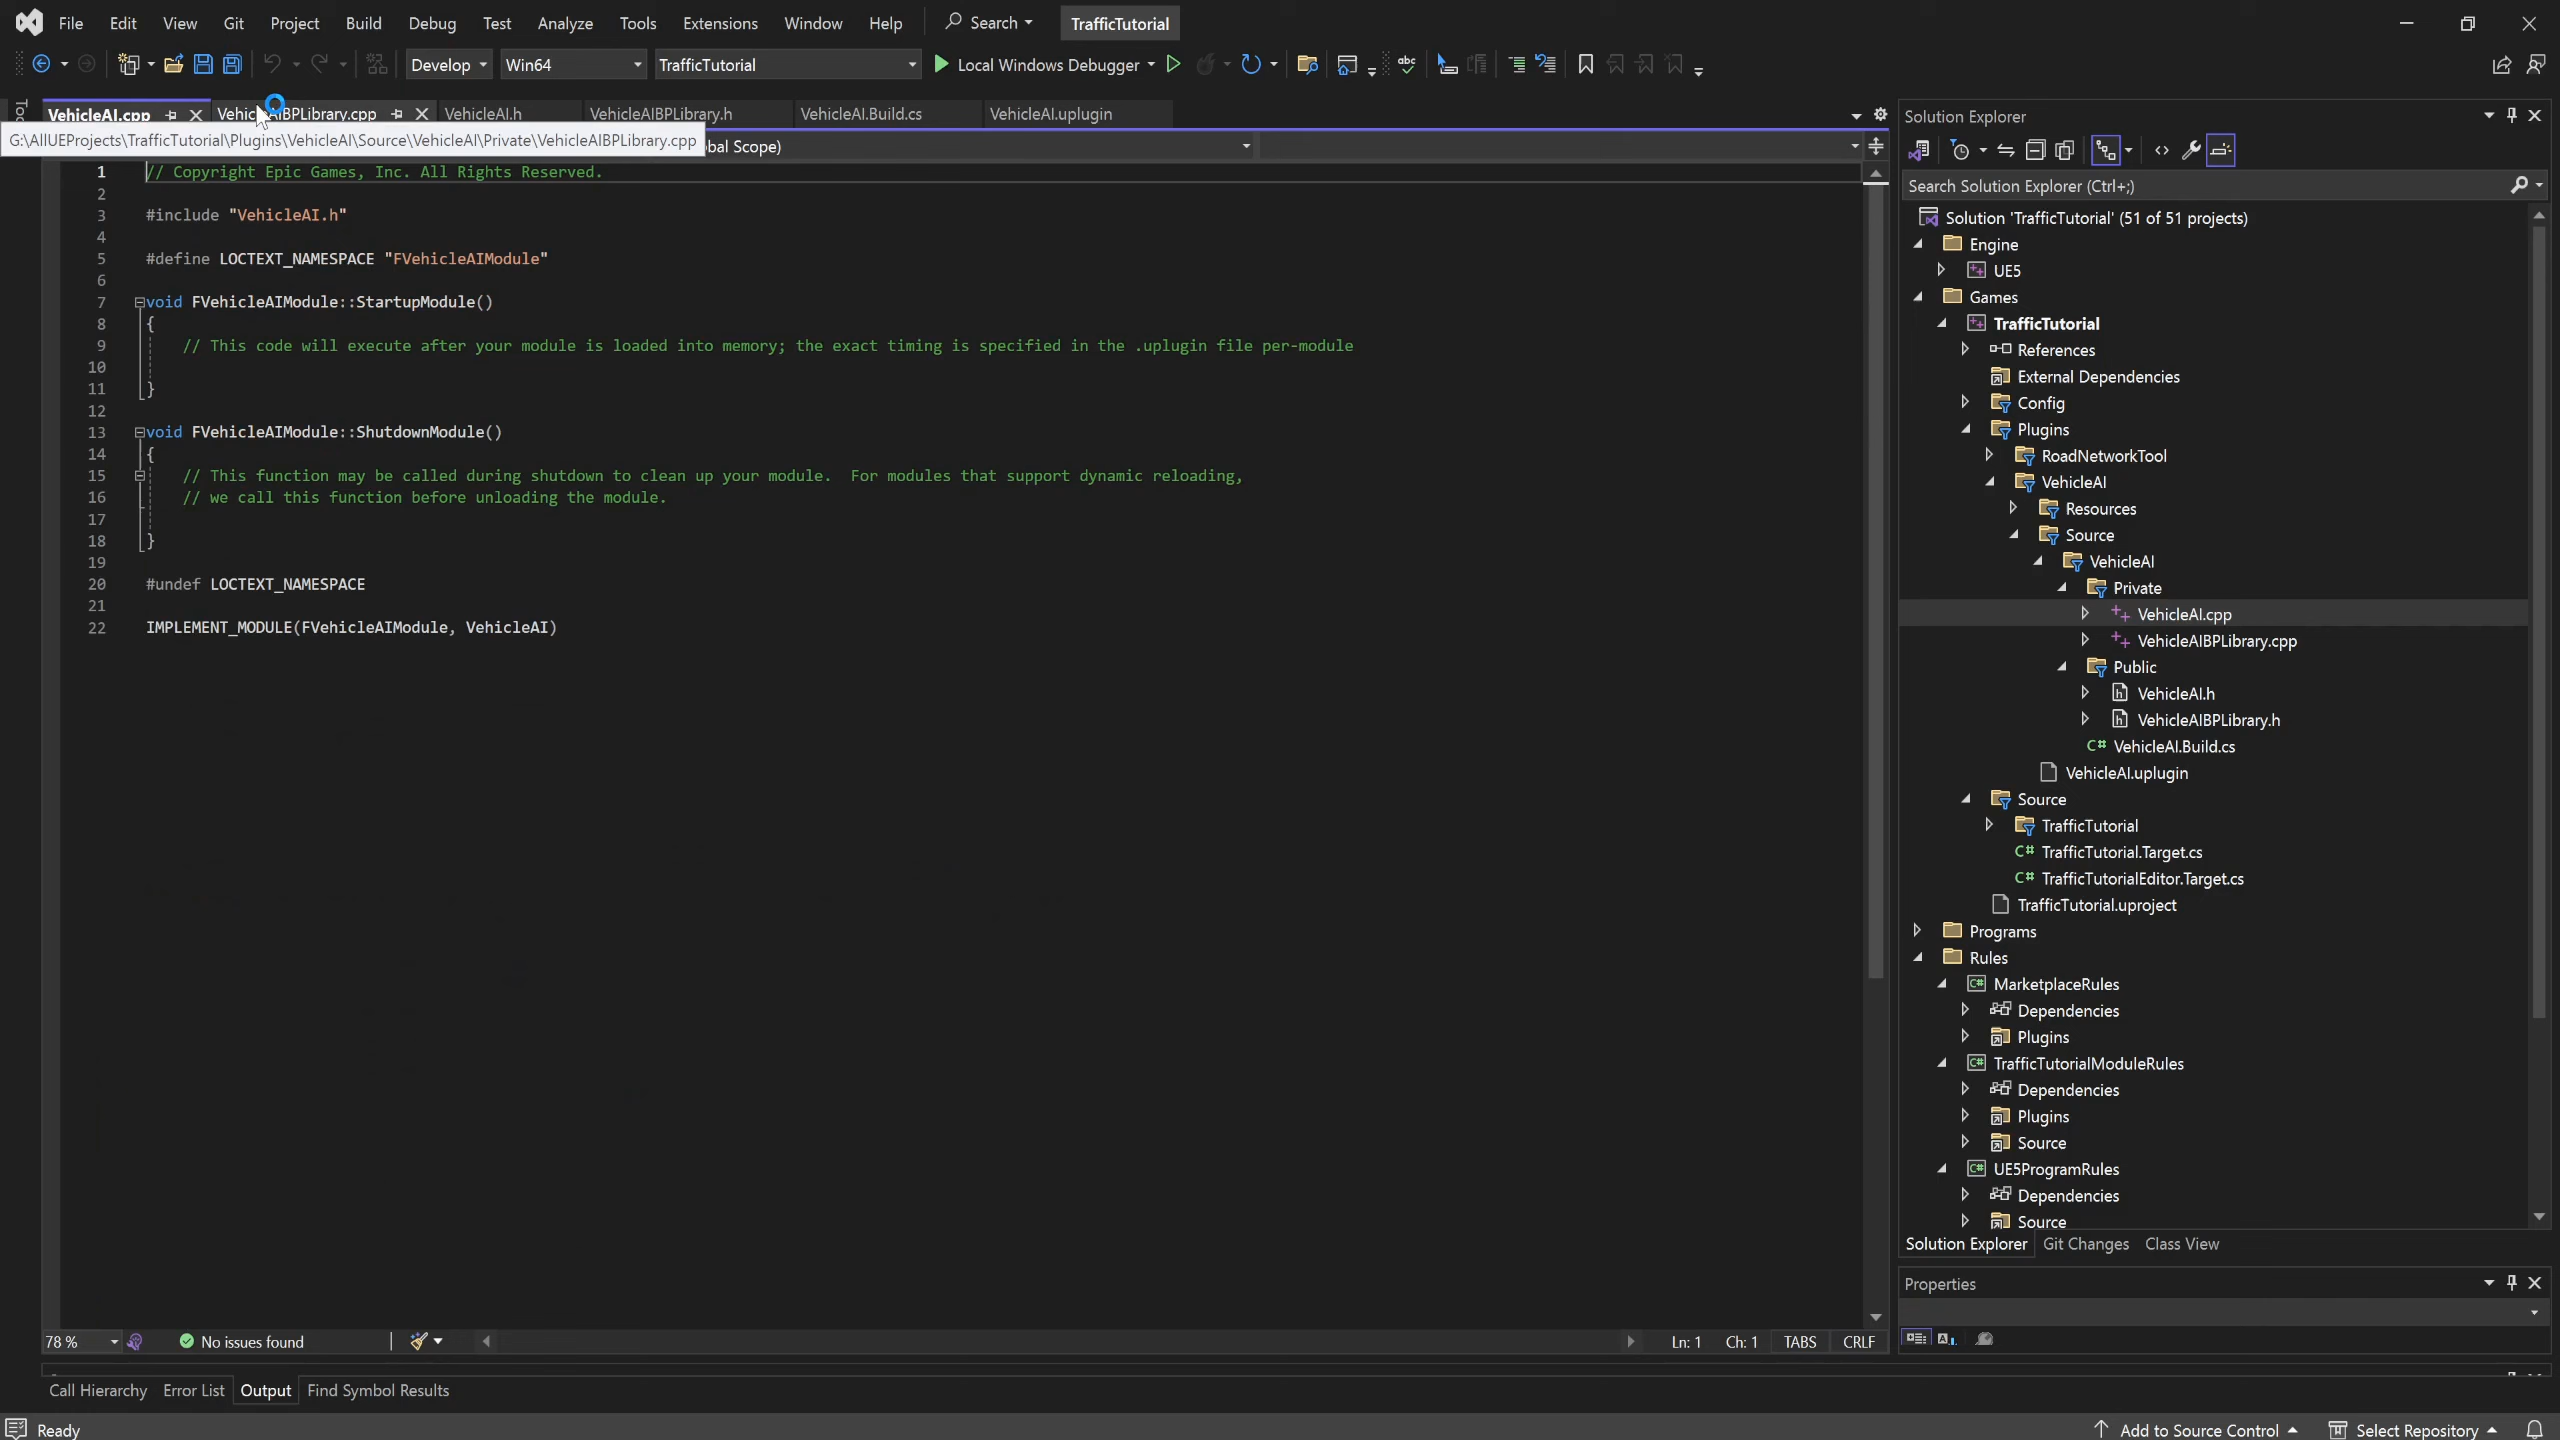 File Edit View Git Project Build Debug Test Analyze Tools Extensions Window Help Search TrafficTutorial
Develop Win64 TrafficTutorial Local Windows Debugger
VehicleAI.cpp VehicleAIBPLibrary.cpp VehicleAI.h VehicleAIBPLibrary.h VehicleAI.Build.cs VehicleAI.uplugin
G:\AllUEProjects\TrafficTutorial\Plugins\VehicleAI\Source\VehicleAI\Private\VehicleAIBPLibrary.cpp
bal Scope)
1 // Copyright Epic Games, Inc. All Rights Reserved.
2
3 #include "VehicleAI.h"
4
5 #define LOCTEXT_NAMESPACE "FVehicleAIModule"
6
7 void FVehicleAIModule::StartupModule()
8 {
9 // This code will execute after your module is loaded into memory; the exact timing is specified in the .uplugin file per-module
10
11 }
12
13 void FVehicleAIModule::ShutdownModule()
14 {
15 // This function may be called during shutdown to clean up your module.  For modules that support dynamic reloading,
16 // we call this function before unloading the module.
17
18 }
19
20 #undef LOCTEXT_NAMESPACE
21
22 IMPLEMENT_MODULE(FVehicleAIModule, VehicleAI)
78 % No issues found Ln: 1 Ch: 1 TABS CRLF
Call Hierarchy Error List Output Find Symbol Results
Ready Add to Source Control Select Repository
Solution Explorer
Search Solution Explorer (Ctrl+;)
Solution 'TrafficTutorial' (51 of 51 projects)
Engine
UE5
Games
TrafficTutorial
References
External Dependencies
Config
Plugins
RoadNetworkTool
VehicleAI
Resources
Source
VehicleAI
Private
VehicleAI.cpp
VehicleAIBPLibrary.cpp
Public
VehicleAI.h
VehicleAIBPLibrary.h
C# VehicleAI.Build.cs
VehicleAI.uplugin
Source
TrafficTutorial
C# TrafficTutorial.Target.cs
C# TrafficTutorialEditor.Target.cs
TrafficTutorial.uproject
Programs
Rules
MarketplaceRules
Dependencies
Plugins
TrafficTutorialModuleRules
Dependencies
Plugins
Source
UE5ProgramRules
Dependencies
Source
Solution Explorer Git Changes Class View
Properties